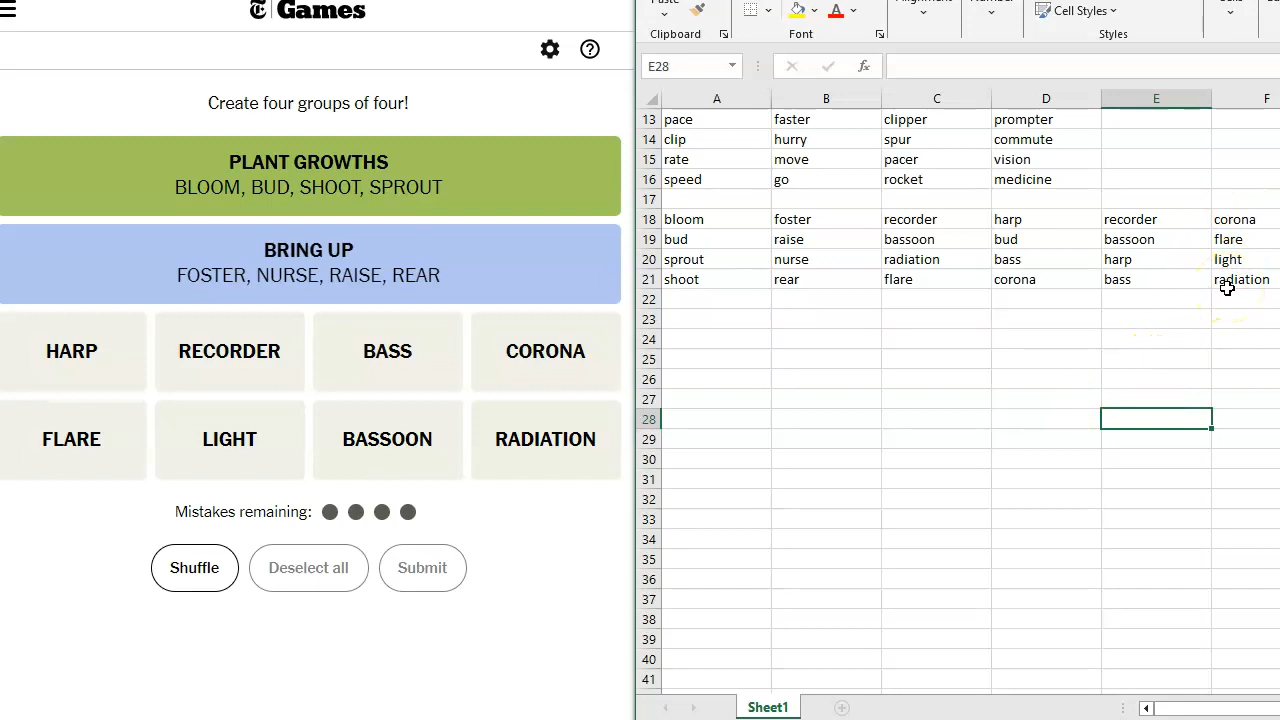 Games
Create four groups of four!
PLANT GROWTHS
BLOOM, BUD, SHOOT, SPROUT
BRING UP
FOSTER, NURSE, RAISE, REAR
HARP RECORDER BASS CORONA
FLARE LIGHT BASSOON RADIATION
Mistakes remaining:
Shuffle Deselect all Submit
Cell Styles
Clipboard Font Styles
E28 fx
A B C D E F
13 pace faster clipper prompter
14 clip hurry spur commute
15 rate move pacer vision
16 speed go rocket medicine
17
18 bloom foster recorder harp recorder corona
19 bud raise bassoon bud bassoon flare
20 sprout nurse radiation bass harp light
21 shoot rear flare corona bass radiation
22
23
24
25
26
27
28
29
30
31
32
33
34
35
36
37
38
39
40
41
Sheet1